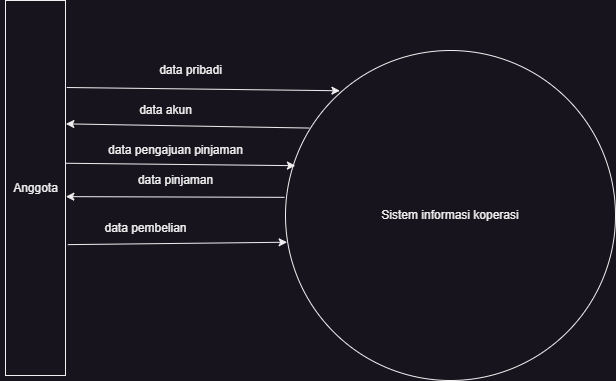 data pribadi
data akun
data pengajuan pinjaman
data pinjaman
Anggota
Sistem informasi koperasi
data pembelian